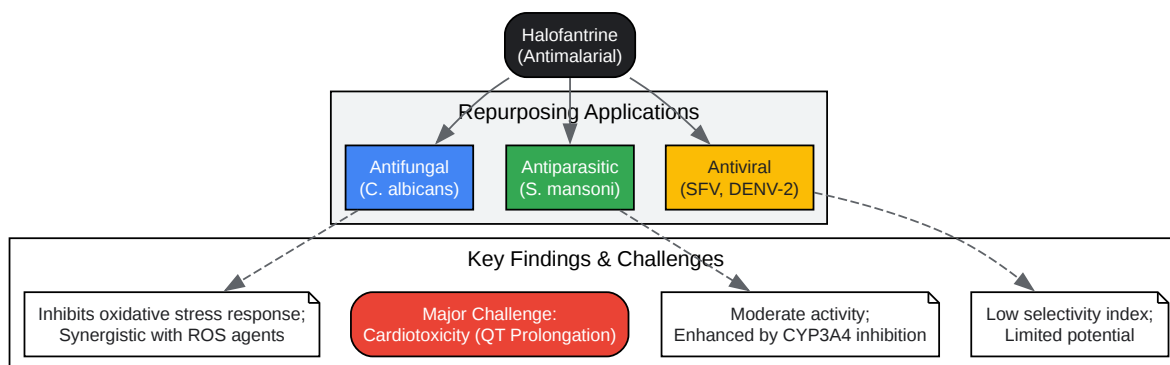 Halofantrine
(Antimalarial)
Repurposing Applications
Antifungal
(C. albicans)
Antiparasitic
(S. mansoni)
Antiviral
(SFV, DENV-2)
Key Findings & Challenges
Inhibits oxidative stress response;
Synergistic with ROS agents
Major Challenge:
Cardiotoxicity (QT Prolongation)
Moderate activity;
Enhanced by CYP3A4 inhibition
Low selectivity index;
Limited potential